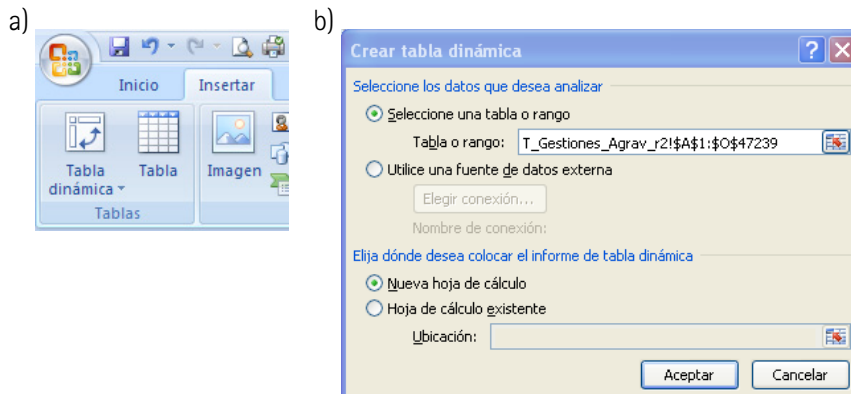 a)
Inicio Insertar
Tabla dinámica
Tabla
Imagen
Tablas
b)
Crear tabla dinámica
Seleccione los datos que desea analizar
Seleccione una tabla o rango
Tabla o rango: T_Gestiones_Agrav_r2!$A$1:$O$47239
Utilice una fuente de datos externa
Elegir conexión...
Nombre de conexión:
Elija dónde desea colocar el informe de tabla dinámica
Nueva hoja de cálculo
Hoja de cálculo existente
Ubicación:
Aceptar Cancelar